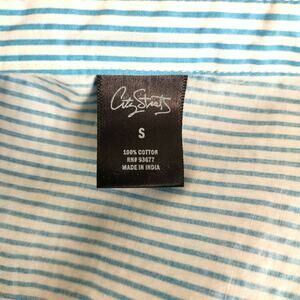 City Streets
S
100% COTTON
RN# 93677
MADE IN INDIA